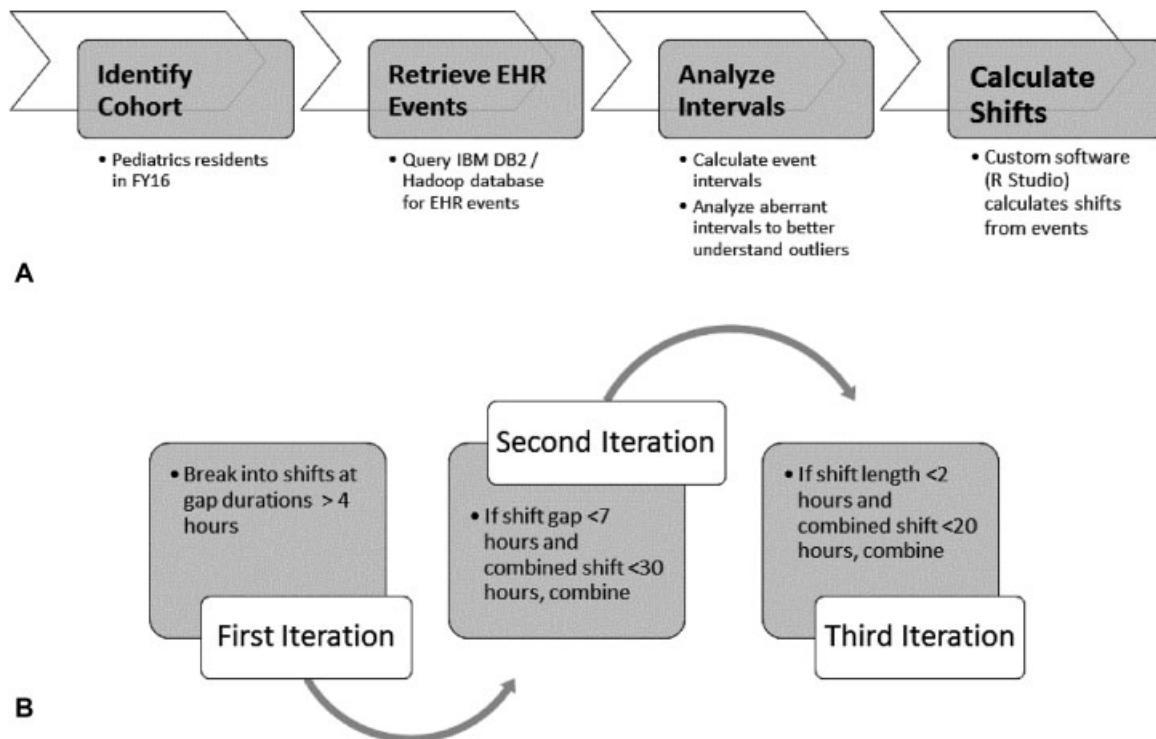 Identify
Cohort
• Pediatrics residents
in FY16
Retrieve EHR
Events
• Query IBM DB2 /
Hadoop database
for EHR events
Analyze
Intervals
• Calculate event
intervals
• Analyze aberrant
intervals to better
understand outliers
Calculate
Shifts
• Custom software
(R Studio)
calculates shifts
from events
A
• Break into shifts at
gap durations > 4
hours
First Iteration
Second Iteration
• If shift gap <7
hours and
combined shift <30
hours, combine
• If shift length <2
hours and
combined shift <20
hours, combine
Third Iteration
B